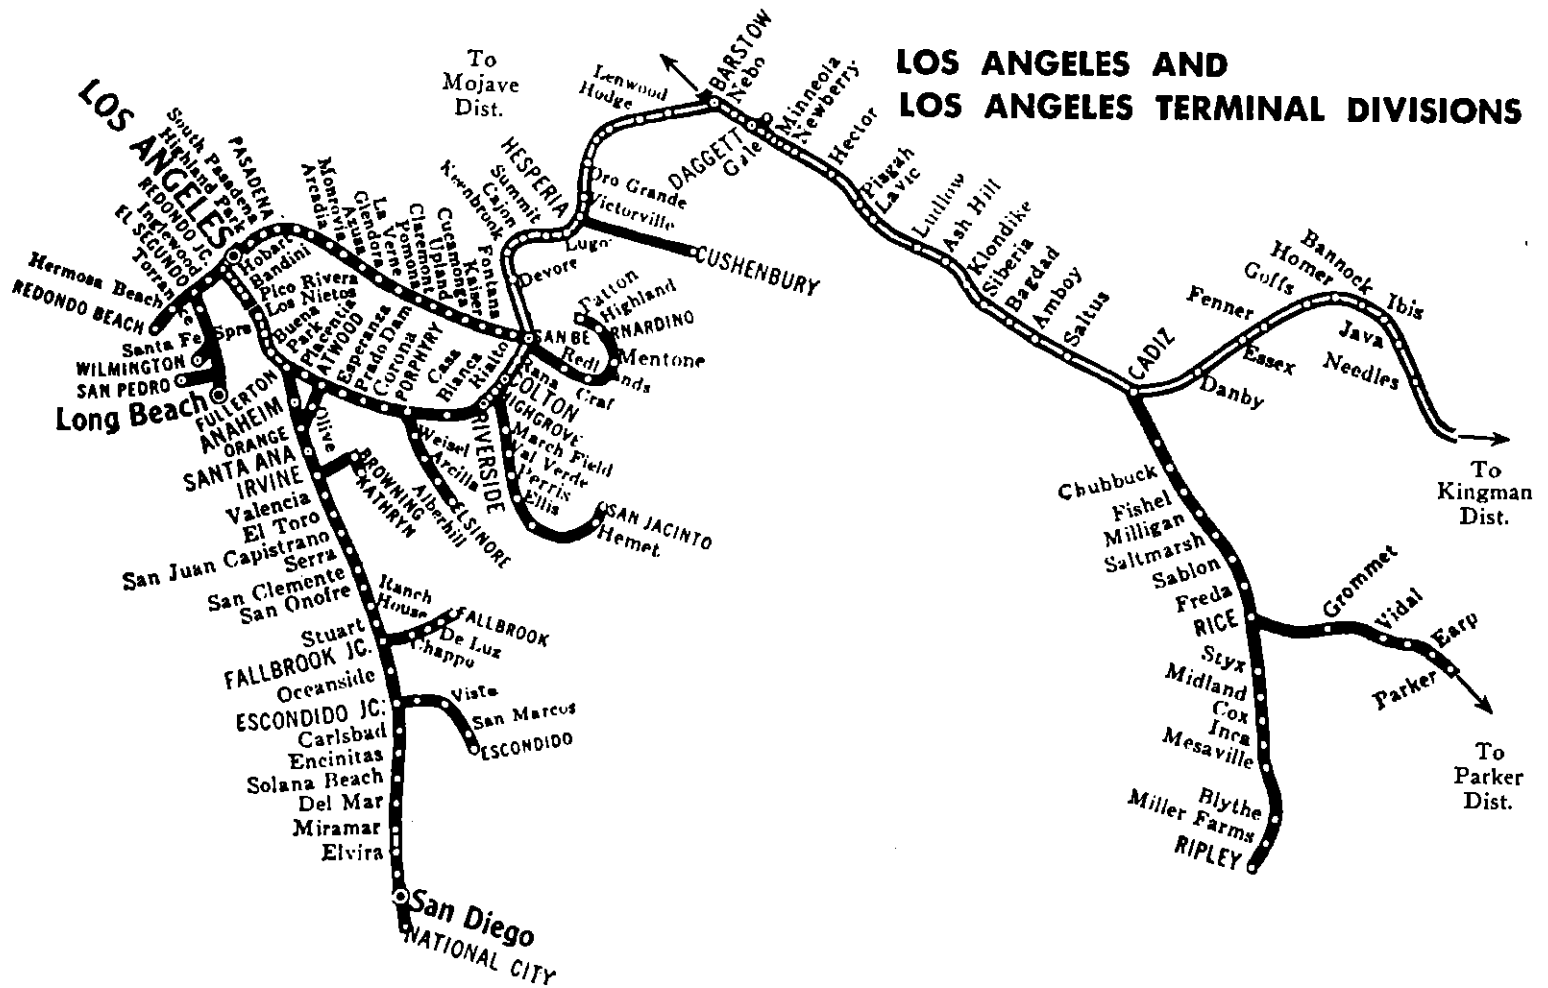 LOS ANGELES AND
LOS ANGELES TERMINAL DIVISIONS
To
Mojave
Dist.
LOS ANGELES
South Pasadena
Highland Park
PASADENA
REDONDO JC.
Inglewood
EL SEGUNDO
Torrance
Hermosa Beach
REDONDO BEACH
Santa Fe Spra
WILMINGTON
SAN PEDRO
Long Beach
Hobart
Bandini
Pico Rivera
Los Nietos
Buena
Park
Placentia
ATWOOD
Esperansa
Prado Dam
Corona
PORPHYRY
Casa
Blanca
Rialto
Arcadia
Monrovia
Azusa
Glendora
La Verne
Pomona
Claremont
Upland
Cucamonga
Kaiser
Fontana
Keenbrook
Cajon
Summit
HESPERIA
Lugo
Devore
Lenwood
Hodge
Oro Grande
Victorville
CUSHENBURY
BARSTOW
Nebo
DAGGETT
Gale
Minneola
Newberry
Hector
Pisgah
Lavic
Ludlow
Ash Hill
Klondike
Siberia
Bagdad
Amboy
Saltus
CADIZ
Danby
Essex
Fenner
Goffs
Homer
Bannock
Ibis
Java
Needles
To
Kingman
Dist.
SAN BERNARDINO
Patton
Highland
Mentone
Redlands
Craf
Rana
COLTON
HIGHGROVE
RIVERSIDE
March Field
Val Verde
Perris
Ellis
SAN JACINTO
Hemet
Weisel
Arcilla
Alberhill
ELSINORE
FULLERTON
ANAHEIM
ORANGE
Olive
SANTA ANA
IRVINE
BROWNING
KATHRYN
Valencia
El Toro
San Juan Capistrano
Serra
San Clemente
San Onofre
Stuart
FALLBROOK JC.
Ranch
House
FALLBROOK
De Luz
Chappo
Oceanside
ESCONDIDO JC.
Vista
San Marcos
ESCONDIDO
Carlsbad
Encinitas
Solana Beach
Del Mar
Miramar
Elvira
San Diego
NATIONAL CITY
Chubbuck
Fishel
Milligan
Saltmarsh
Sablon
Freda
RICE
Grommet
Vidal
Earp
Parker
To
Parker
Dist.
Styx
Midland
Cox
Inca
Mesaville
Blythe
Miller Farms
RIPLEY